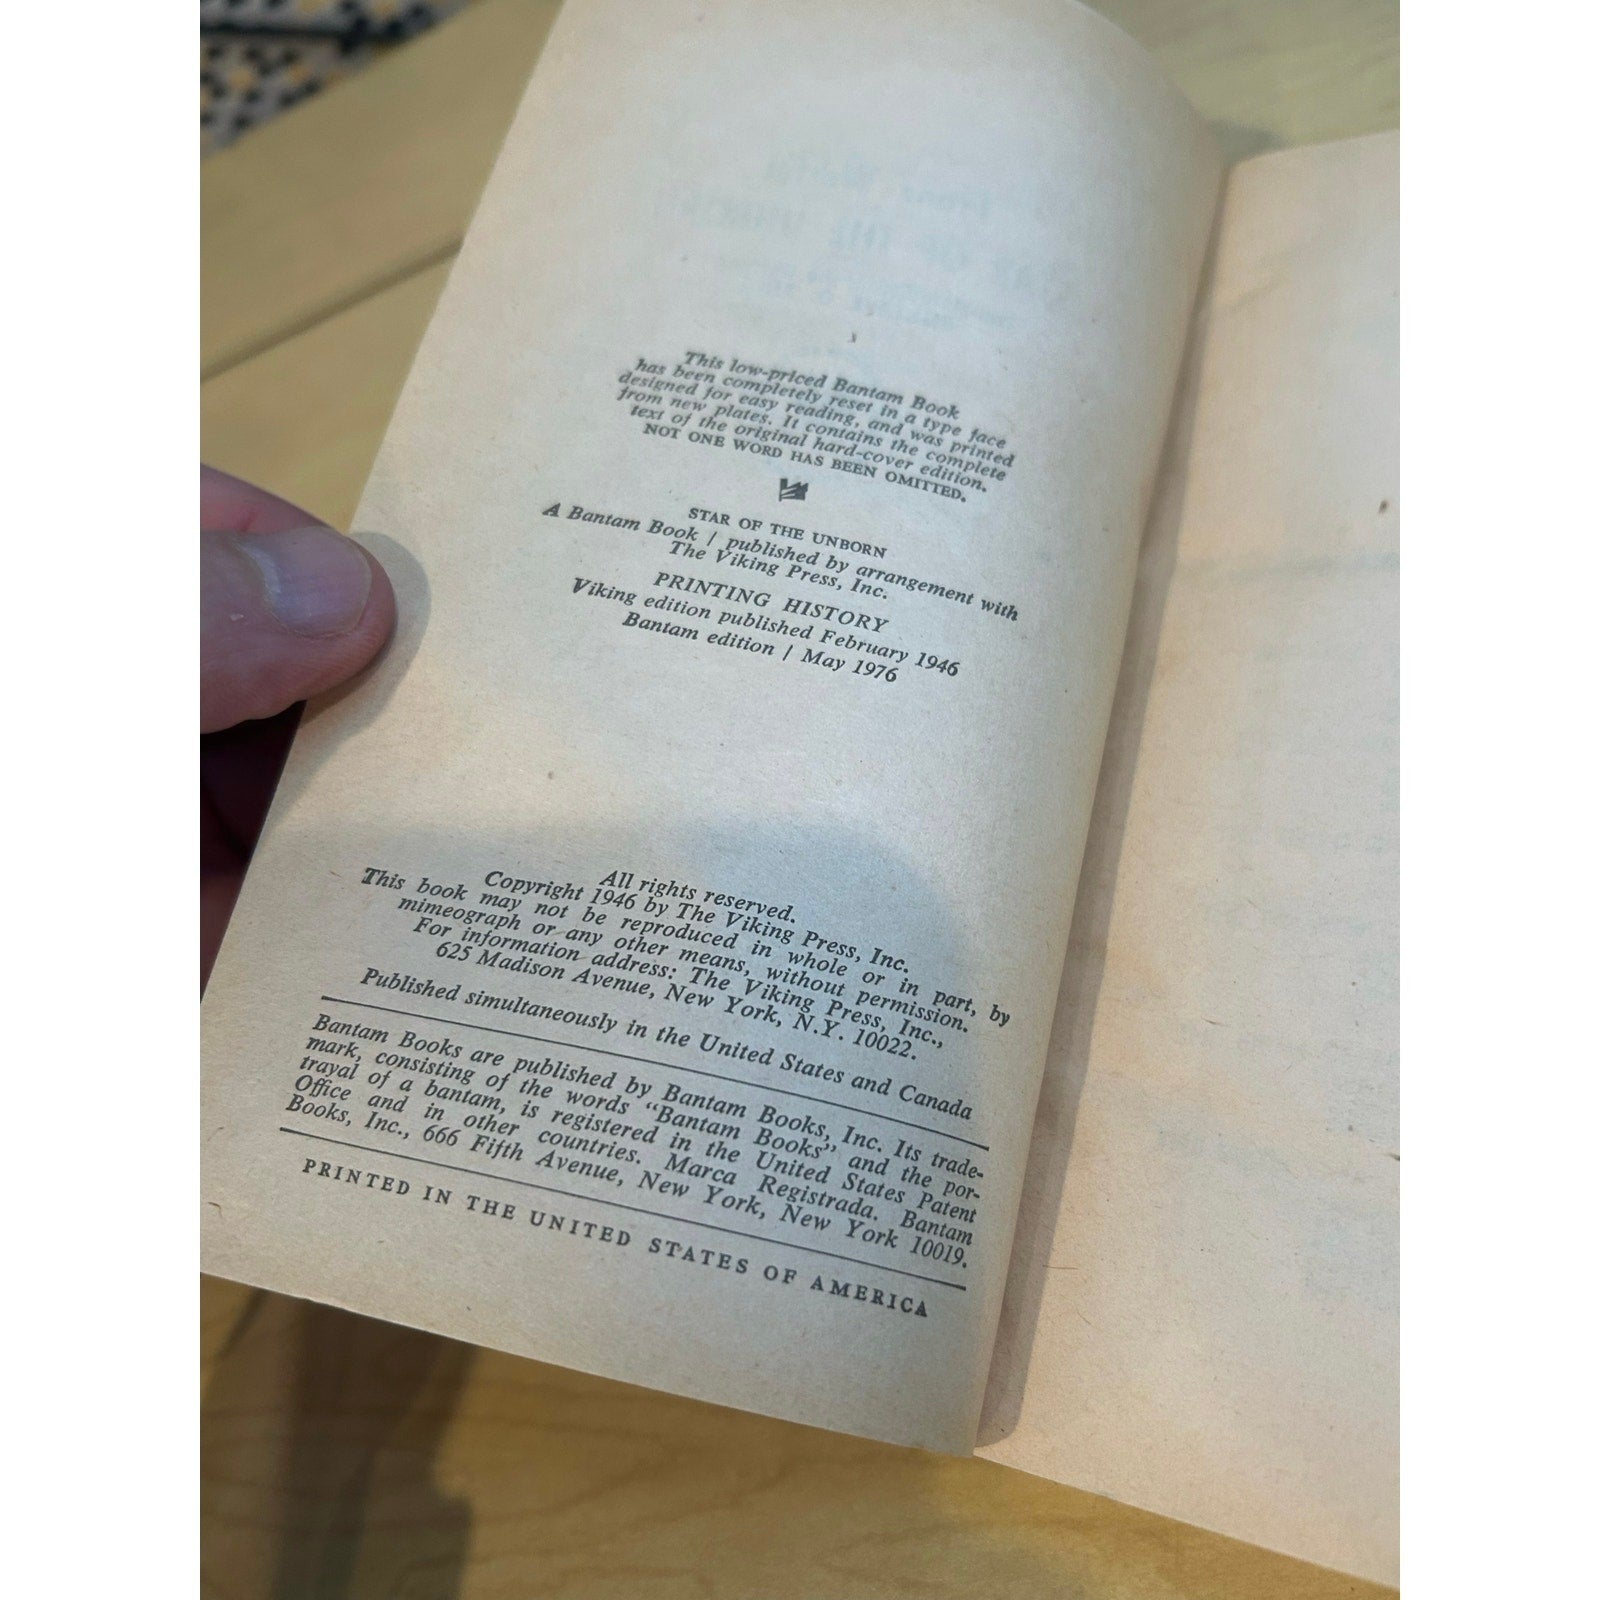 This low-priced Bantam Book
has been completely reset in a type face
designed for easy reading, and was printed
from new plates. It contains the complete
text of the original hard-cover edition.
NOT ONE WORD HAS BEEN OMITTED.
STAR OF THE UNBORN
A Bantam Book / published by arrangement with
The Viking Press, Inc.
PRINTING HISTORY
Viking edition published February 1946
Bantam edition / May 1976
All rights reserved.
Copyright 1946 by The Viking Press, Inc.
This book may not be reproduced in whole or in part, by
mimeograph or any other means, without permission.
For information address: The Viking Press, Inc.,
625 Madison Avenue, New York, N.Y. 10022.
Published simultaneously in the United States and Canada
Bantam Books are published by Bantam Books, Inc. Its trade-
mark, consisting of the words "Bantam Books" and the por-
trayal of a bantam, is registered in the United States Patent
Office and in other countries. Marca Registrada. Bantam
Books, Inc., 666 Fifth Avenue, New York, New York 10019.
PRINTED IN THE UNITED STATES OF AMERICA